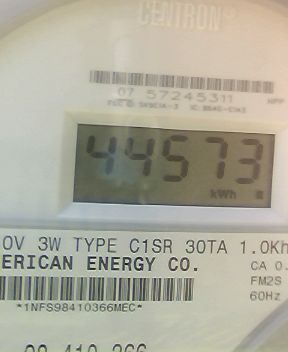 CENTRON®
07 57245311
44573
kWh
0V 3W TYPE C1SR 30TA 1.0Kh
ERICAN ENERGY CO.
CA 0.
FM2S
60Hz
*1NFS98410366MEC*